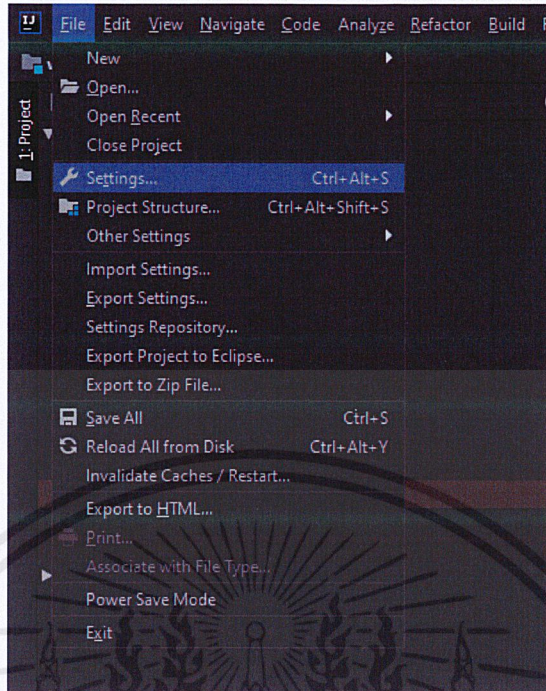 IJ File Edit View Navigate Code Analyze Refactor Build
New
Open...
Open Recent
Close Project
1: Project
Settings... Ctrl+Alt+S
Project Structure... Ctrl+Alt+Shift+S
Other Settings
Import Settings...
Export Settings...
Settings Repository...
Export Project to Eclipse...
Export to Zip File...
Save All Ctrl+S
Reload All from Disk Ctrl+Alt+Y
Invalidate Caches / Restart...
Export to HTML...
Print...
Associate with File Type...
Power Save Mode
Exit